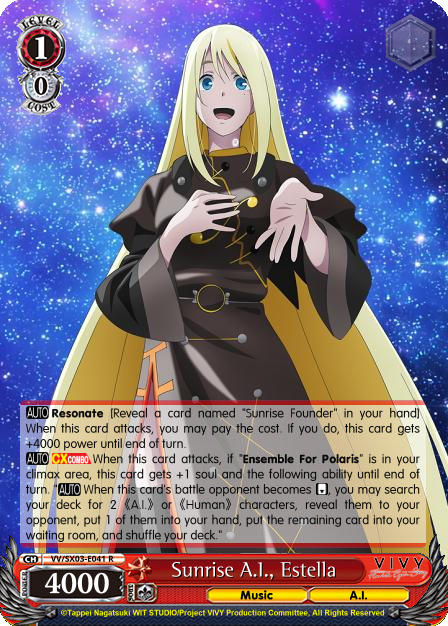 LEVEL
1
0
COST
AUTO Resonate [Reveal a card named "Sunrise Founder" in your hand]
When this card attacks, you may pay the cost. If you do, this card gets
+4000 power until end of turn.
AUTO CXCOMBO When this card attacks, if "Ensemble For Polaris" is in your
climax area, this card gets +1 soul and the following ability until end of
turn. "AUTO When this card's battle opponent becomes [ ], you may search
your deck for 2 《A.I.》 or 《Human》 characters, reveal them to your
opponent, put 1 of them into your hand, put the remaining card into your
waiting room, and shuffle your deck."
CH VV/SX03-E041 R
POWER
4000
SOUL
Sunrise A.I., Estella
VIVY
Music
A.I.
©Tappei Nagatsuki WIT STUDIO/Project VIVY Production Committee, All Rights Reserved